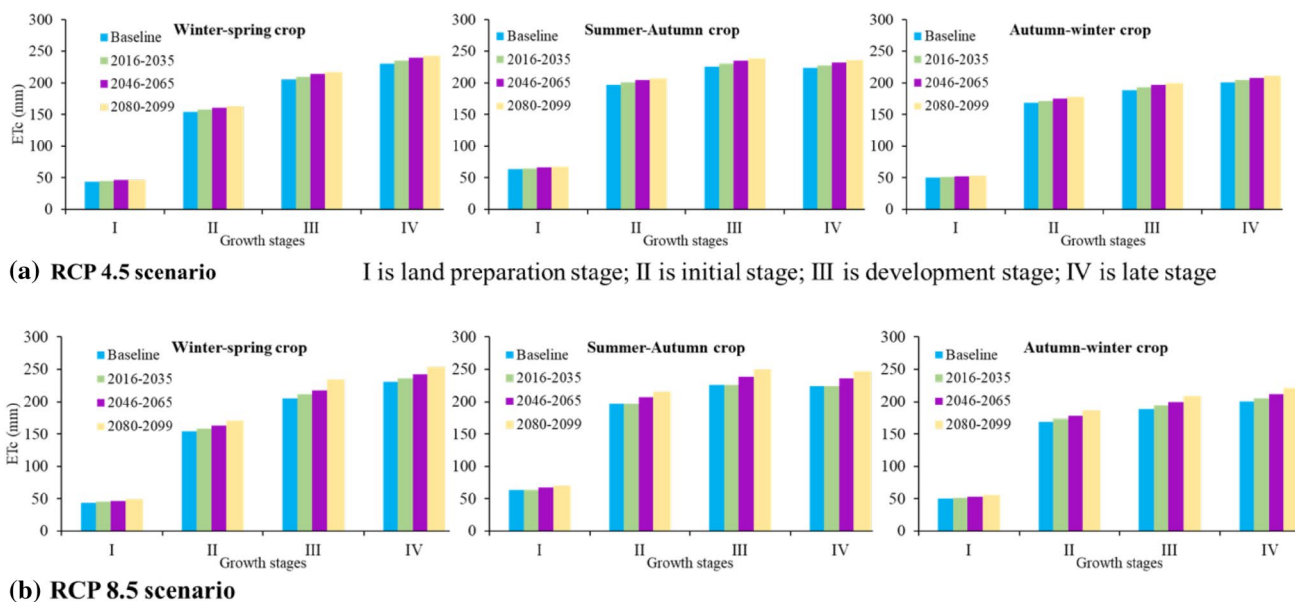 Winter-spring crop
Baseline
2016-2035
2046-2065
2080-2099
300
250
200
150
100
50
0
ETc (mm)
I II III IV
Growth stages
Summer-Autumn crop
Baseline
2016-2035
2046-2065
2080-2099
300
250
200
150
100
50
0
I II III IV
Growth stages
Autumn-winter crop
Baseline
2016-2035
2046-2065
2080-2099
300
250
200
150
100
50
0
I II III IV
Growth stages
(a) RCP 4.5 scenario
I is land preparation stage; II is initial stage; III is development stage; IV is late stage
Winter-spring crop
Baseline
2016-2035
2046-2065
2080-2099
300
250
200
150
100
50
0
ETc (mm)
I II III IV
Growth stages
Summer-Autumn crop
Baseline
2016-2035
2046-2065
2080-2099
300
250
200
150
100
50
0
I II III IV
Growth stages
Autumn-winter crop
Baseline
2016-2035
2046-2065
2080-2099
300
250
200
150
100
50
0
I II III IV
Growth stages
(b) RCP 8.5 scenario